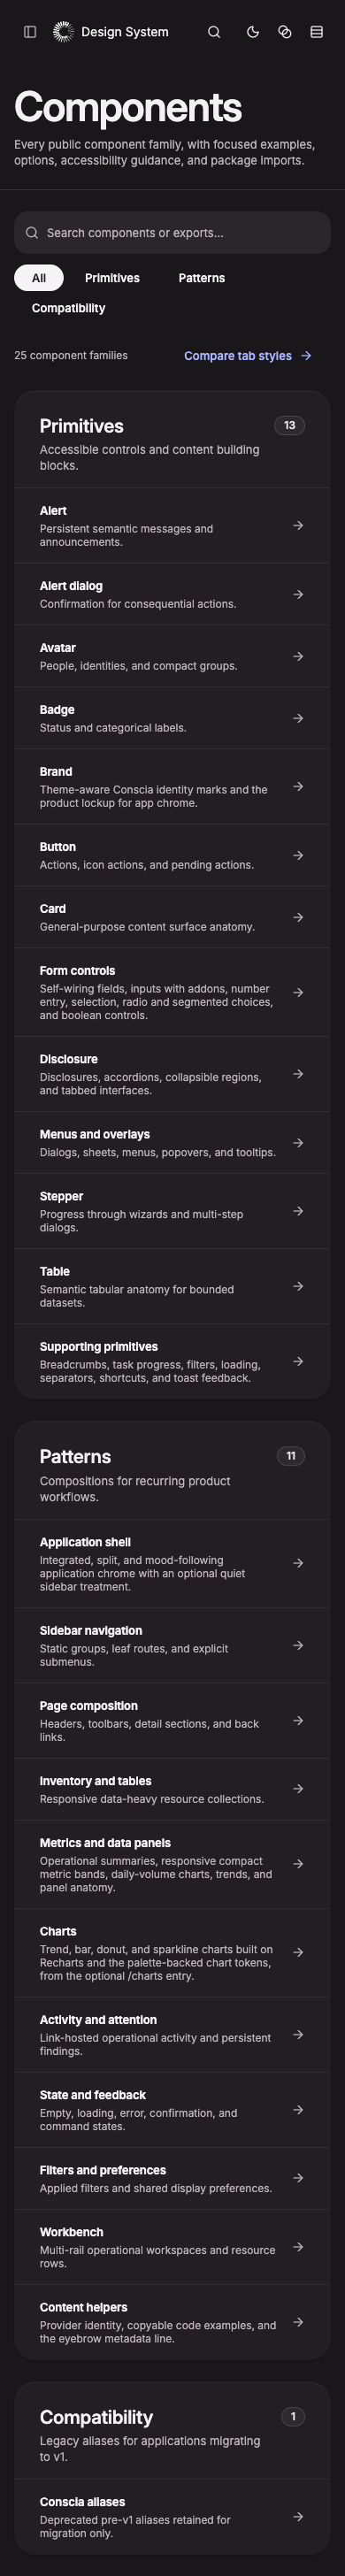 Design System
Components
Every public component family, with focused examples,
options, accessibility guidance, and package imports.
Search components or exports...
All
Primitives
Patterns
Compatibility
25 component families
Compare tab styles
Primitives
13
Accessible controls and content building
blocks.
Alert
Persistent semantic messages and
announcements.
Alert dialog
Confirmation for consequential actions.
Avatar
People, identities, and compact groups.
Badge
Status and categorical labels.
Brand
Theme-aware Conscia identity marks and the
product lockup for app chrome.
Button
Actions, icon actions, and pending actions.
Card
General-purpose content surface anatomy.
Form controls
Self-wiring fields, inputs with addons, number
entry, selection, radio and segmented choices,
and boolean controls.
Disclosure
Disclosures, accordions, collapsible regions,
and tabbed interfaces.
Menus and overlays
Dialogs, sheets, menus, popovers, and tooltips.
Stepper
Progress through wizards and multi-step
dialogs.
Table
Semantic tabular anatomy for bounded
datasets.
Supporting primitives
Breadcrumbs, task progress, filters, loading,
separators, shortcuts, and toast feedback.
Patterns
11
Compositions for recurring product
workflows.
Application shell
Integrated, split, and mood-following
application chrome with an optional quiet
sidebar treatment.
Sidebar navigation
Static groups, leaf routes, and explicit
submenus.
Page composition
Headers, toolbars, detail sections, and back
links.
Inventory and tables
Responsive data-heavy resource collections.
Metrics and data panels
Operational summaries, responsive compact
metric bands, daily-volume charts, trends, and
panel anatomy.
Charts
Trend, bar, donut, and sparkline charts built on
Recharts and the palette-backed chart tokens,
from the optional /charts entry.
Activity and attention
Link-hosted operational activity and persistent
findings.
State and feedback
Empty, loading, error, confirmation, and
command states.
Filters and preferences
Applied filters and shared display preferences.
Workbench
Multi-rail operational workspaces and resource
rows.
Content helpers
Provider identity, copyable code examples, and
the eyebrow metadata line.
Compatibility
1
Legacy aliases for applications migrating
to v1.
Conscia aliases
Deprecated pre-v1 aliases retained for
migration only.